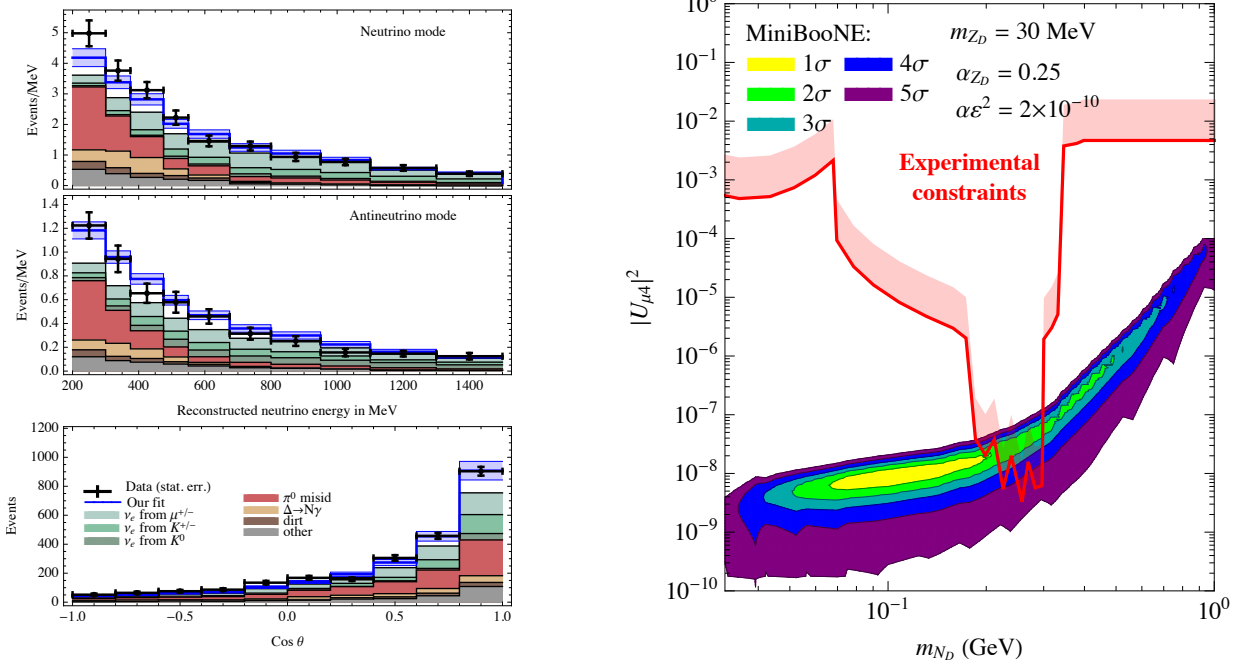 Neutrino mode
Events/MeV
5
4
3
2
1
0
Antineutrino mode
Events/MeV
1.4
1.2
1.0
0.8
0.6
0.4
0.2
0.0
200 400 600 800 1000 1200 1400
Reconstructed neutrino energy in MeV
Events
1200
1000
800
600
400
200
0
Data (stat. err.)
Our fit
νe from μ+/−
νe from K+/−
νe from K0
π0 misid
Δ→Nγ
dirt
other
−1.0 −0.5 0.0 0.5 1.0
Cos θ
|Uμ4|²
10⁰
10⁻¹
10⁻²
10⁻³
10⁻⁴
10⁻⁵
10⁻⁶
10⁻⁷
10⁻⁸
10⁻⁹
10⁻¹⁰
MiniBooNE:
1σ 4σ
2σ 5σ
3σ
mZD = 30 MeV
αZD = 0.25
αε² = 2×10⁻¹⁰
Experimental
constraints
10⁻¹ 10⁰
mND (GeV)